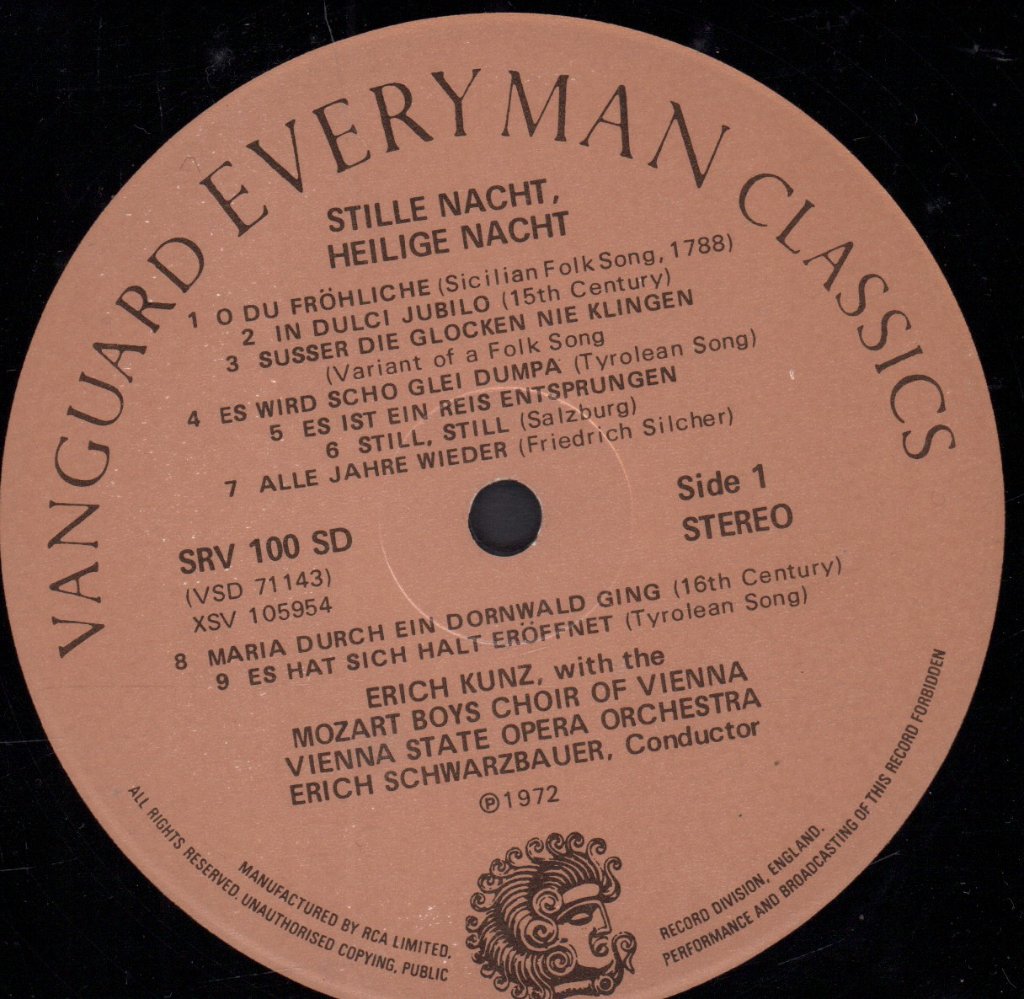 VANGUARD EVERYMAN CLASSICS
STILLE NACHT,
HEILIGE NACHT
1 O DU FRÖHLICHE (Sicilian Folk Song, 1788)
2 IN DULCI JUBILO (15th Century)
3 SUSSER DIE GLOCKEN NIE KLINGEN
(Variant of a Folk Song
4 ES WIRD SCHO GLEI DUMPA (Tyrolean Song)
5 ES IST EIN REIS ENTSPRUNGEN
6 STILL, STILL (Salzburg)
7 ALLE JAHRE WIEDER (Friedrich Silcher)
Side 1
STEREO
SRV 100 SD
(VSD 71143)
XSV 105954
8 MARIA DURCH EIN DORNWALD GING (16th Century)
9 ES HAT SICH HALT ERÖFFNET (Tyrolean Song)
ERICH KUNZ, with the
MOZART BOYS CHOIR OF VIENNA
VIENNA STATE OPERA ORCHESTRA
ERICH SCHWARZBAUER, Conductor
℗1972
MANUFACTURED BY RCA LIMITED, RECORD DIVISION, ENGLAND.
ALL RIGHTS RESERVED. UNAUTHORISED COPYING, PUBLIC PERFORMANCE AND BROADCASTING OF THIS RECORD FORBIDDEN